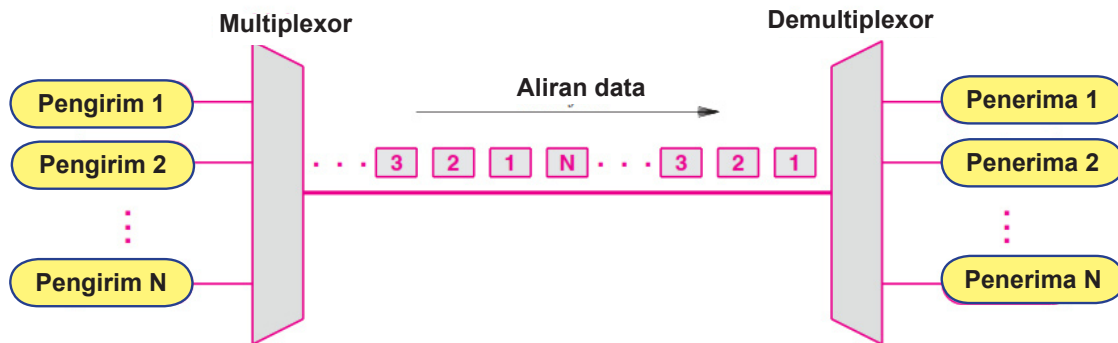 Multiplexor
Demultiplexor
Aliran data
Pengirim 1
Penerima 1
. . . 3 2 1 N . . . 3 2 1
Pengirim 2
Penerima 2
Pengirim N
Penerima N